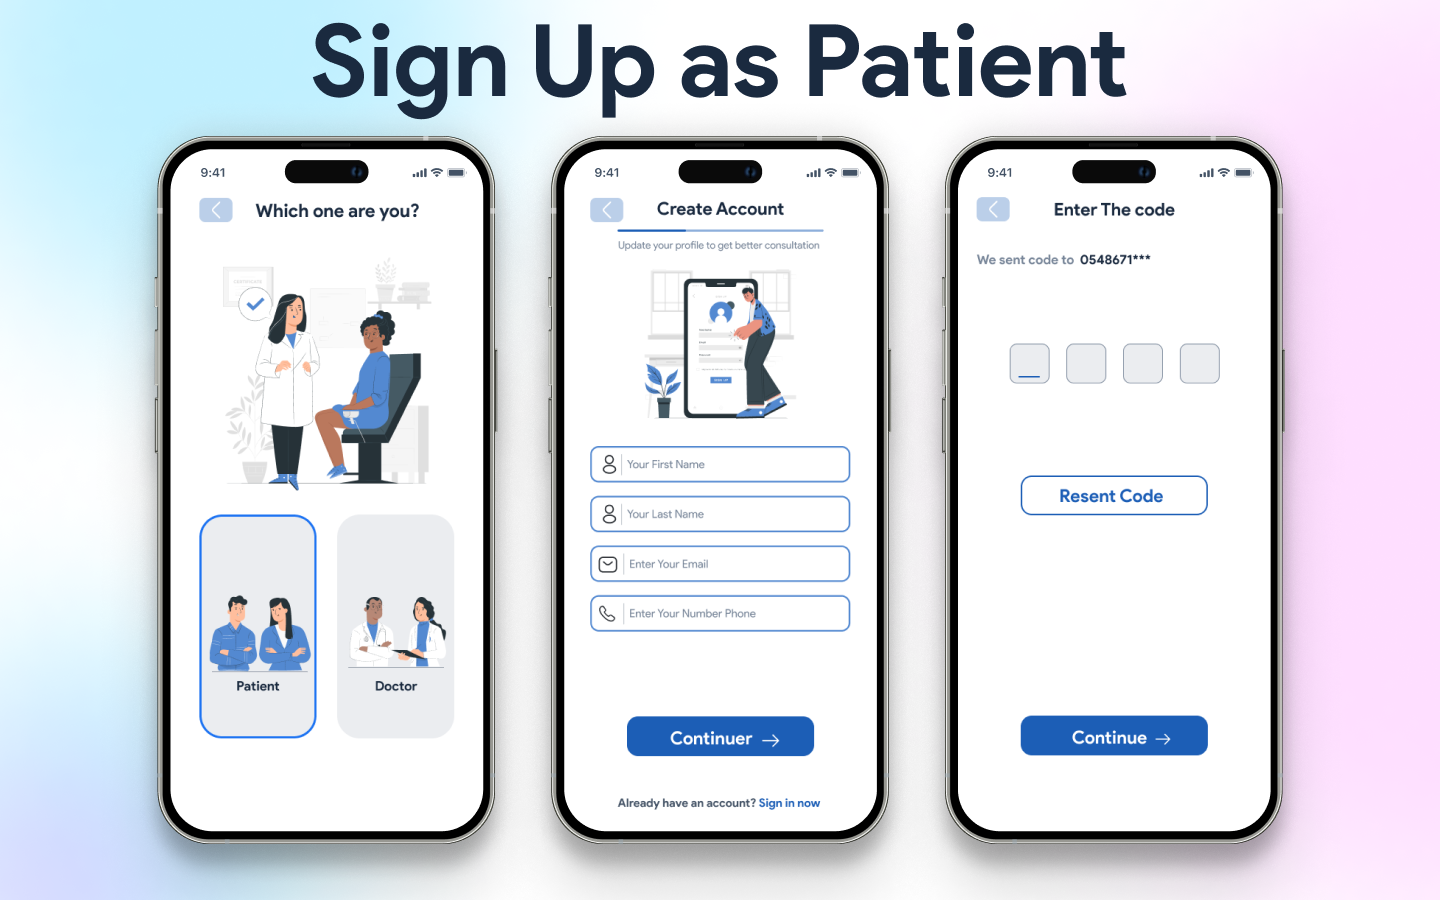 Sign Up as Patient
9:41
Which one are you?
CERTIFICATE
Patient
Doctor
9:41
Create Account
Update your profile to get better consultation
SIGN UP
Your First Name
Your Last Name
Enter Your Email
Enter Your Number Phone
Continuer
Already have an account? Sign in now
9:41
Enter The code
We sent code to 0548671***
Resent Code
Continue